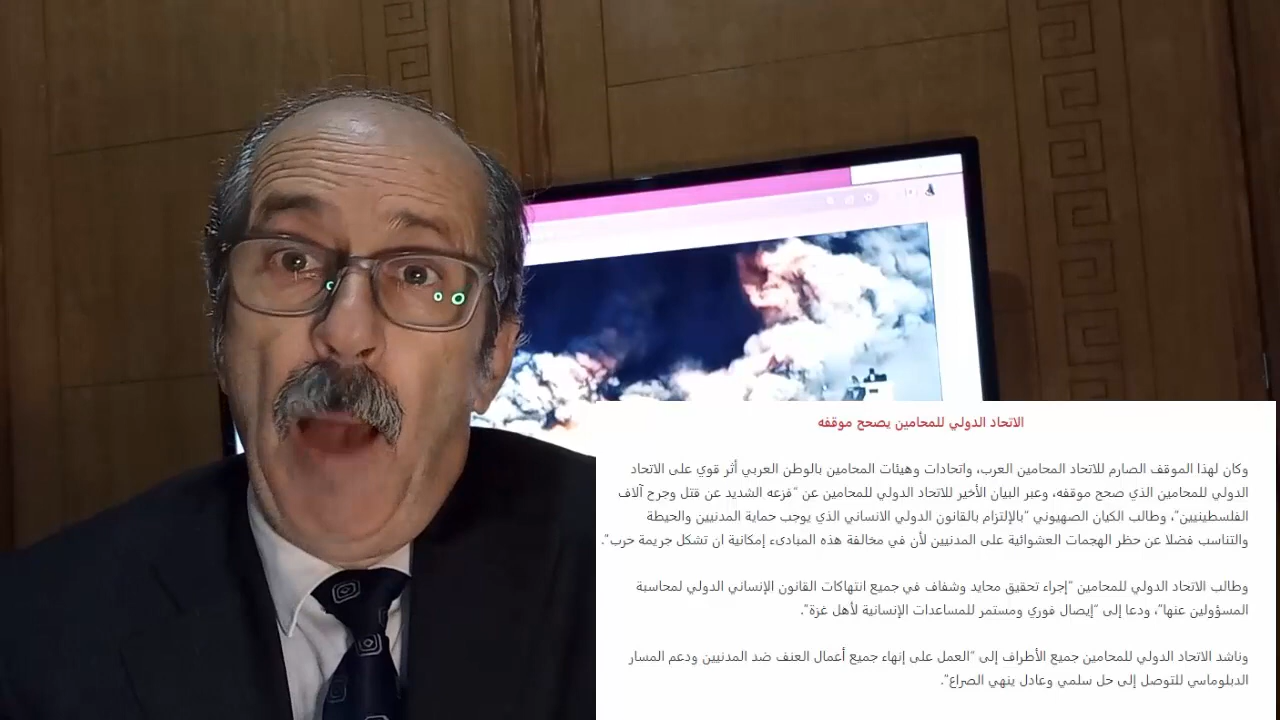 الاتحاد الدولي للمحامين يصحح موقفه
وكان لهذا الموقف الصارم للاتحاد المحامين العرب، واتحادات وهيئات المحامين بالوطن العربي أثر قوي على الاتحاد
الدولي للمحامين الذي صحح موقفه، وعبر البيان الأخير للاتحاد الدولي للمحامين عن "فزعه الشديد عن قتل وجرح آلاف
الفلسطينيين"، وطالب الكيان الصهيوني "بالإلتزام بالقانون الدولي الانساني الذي يوجب حماية المدنيين والحيطة
والتناسب فضلا عن حظر الهجمات العشوائية على المدنيين لأن في مخالفة هذه المبادىء إمكانية ان تشكل جريمة حرب".
وطالب الاتحاد الدولي للمحامين "إجراء تحقيق محايد وشفاف في جميع انتهاكات القانون الإنساني الدولي لمحاسبة
المسؤولين عنها"، ودعا إلى "إيصال فوري ومستمر للمساعدات الإنسانية لأهل غزة".
وناشد الاتحاد الدولي للمحامين جميع الأطراف إلى "العمل على إنهاء جميع أعمال العنف ضد المدنيين ودعم المسار
الدبلوماسي للتوصل إلى حل سلمي وعادل ينهي الصراع".